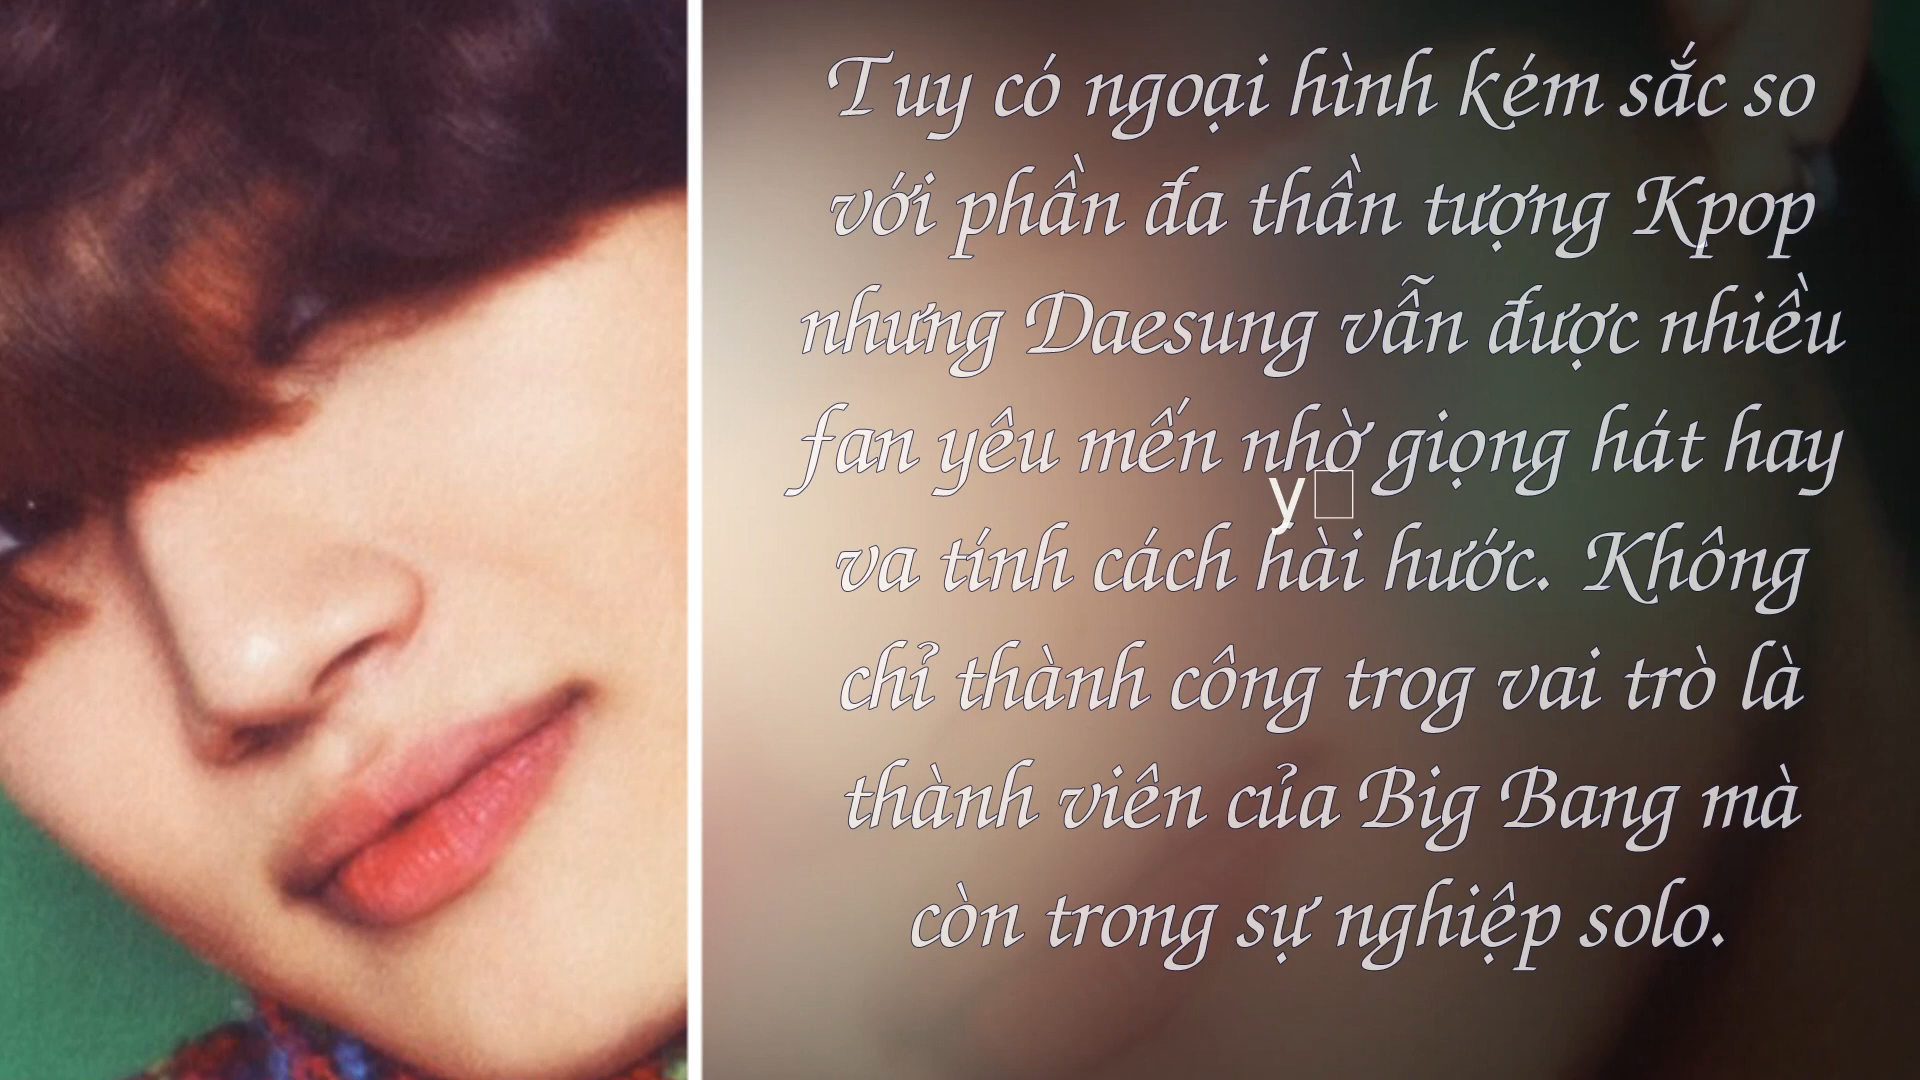 Tuy có ngoại hình kém sắc so
với phần đa thần tượng Kpop
nhưng Daesung vẫn được nhiều
fan yêu mến nhờ giọng hát hay
y
va tính cách hài hước. Không
chỉ thành công trog vai trò là
thành viên của Big Bang mà
còn trong sự nghiệp solo.